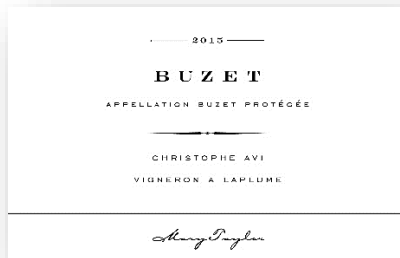 2015
BUZET
APPELLATION BUZET PROTÉGÉE
CHRISTOPHE AVI
VIGNERON A LAPLUME
Mary Taylor